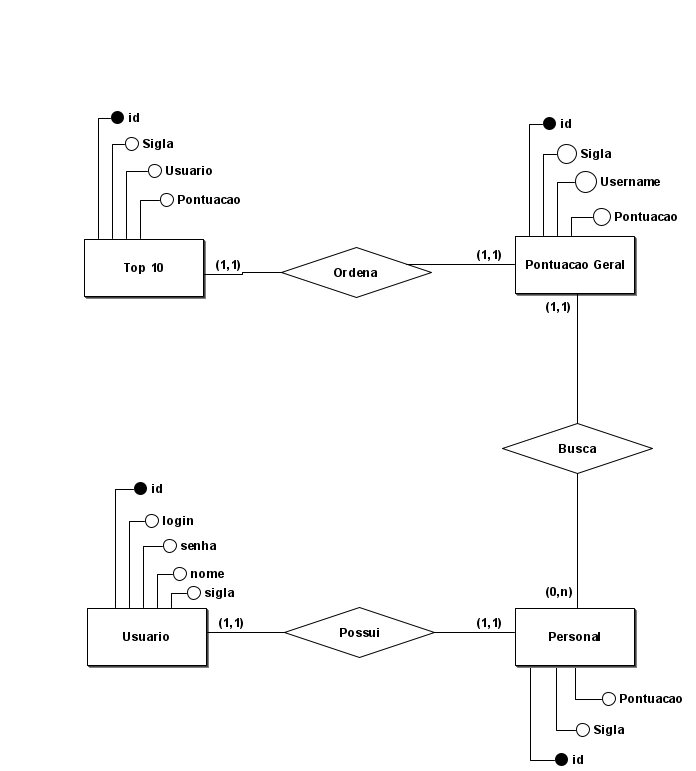 id
Sigla
Usuario
Pontuacao
Top 10
(1,1)
Ordena
(1,1)
id
Sigla
Username
Pontuacao
Pontuacao Geral
(1,1)
Busca
(0,n)
id
login
senha
nome
sigla
Usuario
(1,1)
Possui
(1,1)
Personal
Pontuacao
Sigla
id